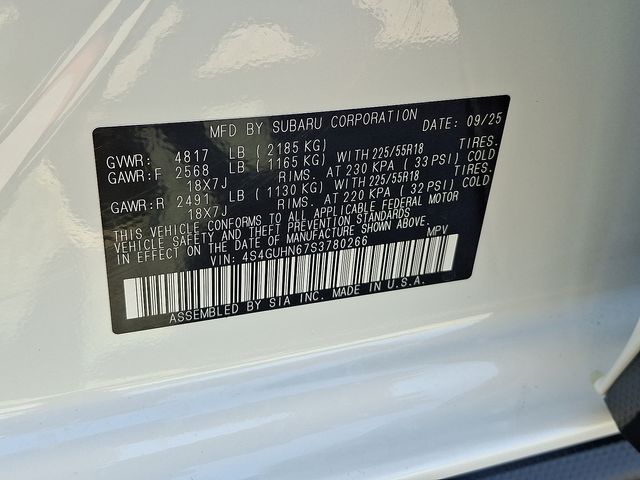 MFD BY SUBARU CORPORATION DATE: 09/25
GVWR: 4817 LB (2185 KG)
GAWR:F 2568 LB (1165 KG) WITH 225/55R18 TIRES.
18X7J RIMS. AT 230 KPA (33 PSI) COLD
GAWR:R 2491 LB (1130 KG) WITH 225/55R18 TIRES.
18X7J RIMS. AT 220 KPA (32 PSI) COLD
THIS VEHICLE CONFORMS TO ALL APPLICABLE FEDERAL MOTOR
VEHICLE SAFETY AND THEFT PREVENTION STANDARDS
IN EFFECT ON THE DATE OF MANUFACTURE SHOWN ABOVE.
VIN: 4S4GUHN67S3780266 MPV
ASSEMBLED BY SIA INC. MADE IN U.S.A.